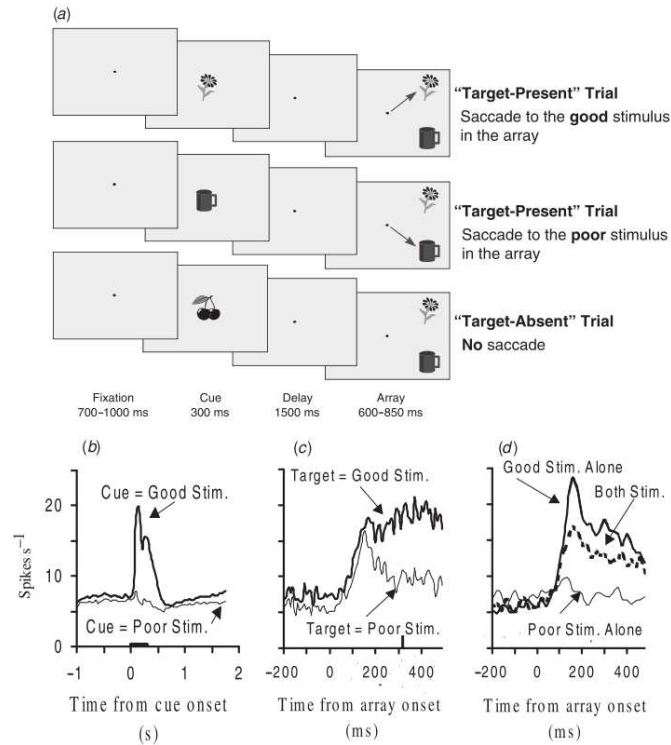 (a)
“Target-Present” Trial
Saccade to the good stimulus
in the array
“Target-Present” Trial
Saccade to the poor stimulus
in the array
“Target-Absent” Trial
No saccade
Fixation
700–1000 ms
Cue
300 ms
Delay
1500 ms
Array
600–850 ms
(b)
Cue = Good Stim.
Cue = Poor Stim.
Spikes s⁻¹
20
15
10
5
0
-1
0
1
2
Time from cue onset
(s)
(c)
Target = Good Stim.
Target = Poor Stim.
-200
0
200
400
Time from array onset
(ms)
(d)
Good Stim. Alone
Both Stim.
Poor Stim. Alone
-200
0
200
400
Time from array onset
(ms)